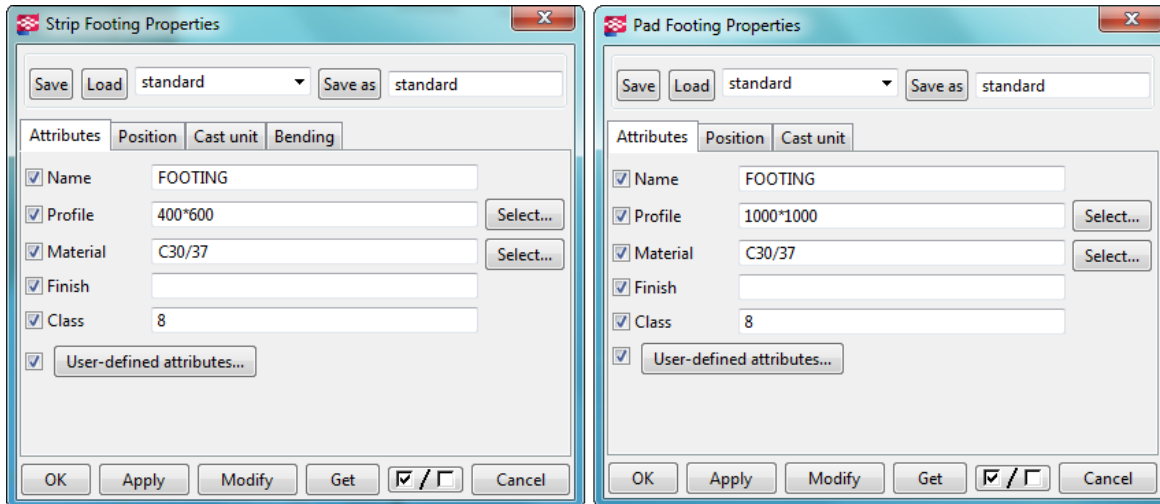 Strip Footing Properties
Save Load standard Save as standard
Attributes Position Cast unit Bending
Name FOOTING
Profile 400*600 Select...
Material C30/37 Select...
Finish
Class 8
User-defined attributes...
OK Apply Modify Get / Cancel
Pad Footing Properties
Save Load standard Save as standard
Attributes Position Cast unit
Name FOOTING
Profile 1000*1000 Select...
Material C30/37 Select...
Finish
Class 8
User-defined attributes...
OK Apply Modify Get / Cancel